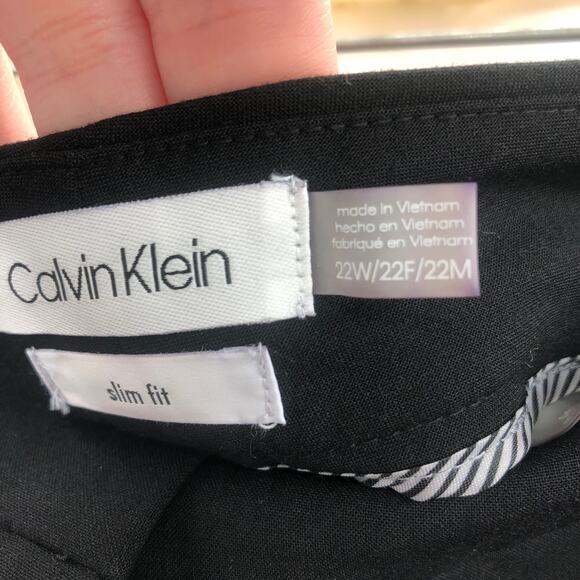 Calvin Klein
made in Vietnam
hecho en Vietnam
fabriqué en Vietnam
22W/22F/22M
slim fit